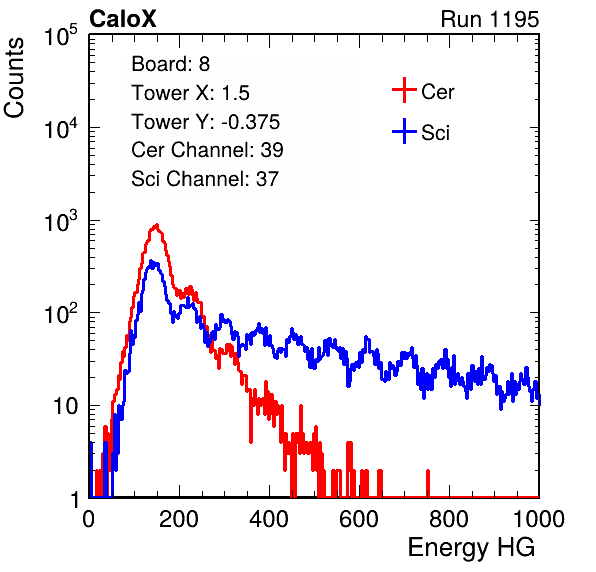 CaloX Run 1195
Counts
Board: 8
Tower X: 1.5
Tower Y: -0.375
Cer Channel: 39
Sci Channel: 37
Cer
Sci
10^5
10^4
10^3
10^2
10
1
0 200 400 600 800 1000
Energy HG